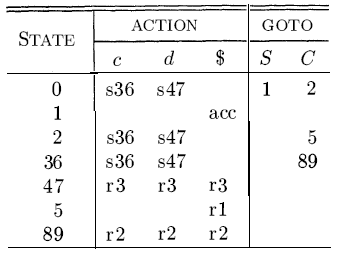 STATE ACTION GOTO
c d $ S C
0 s36 s47 1 2
1 acc
2 s36 s47 5
36 s36 s47 89
47 r3 r3 r3
5 r1
89 r2 r2 r2